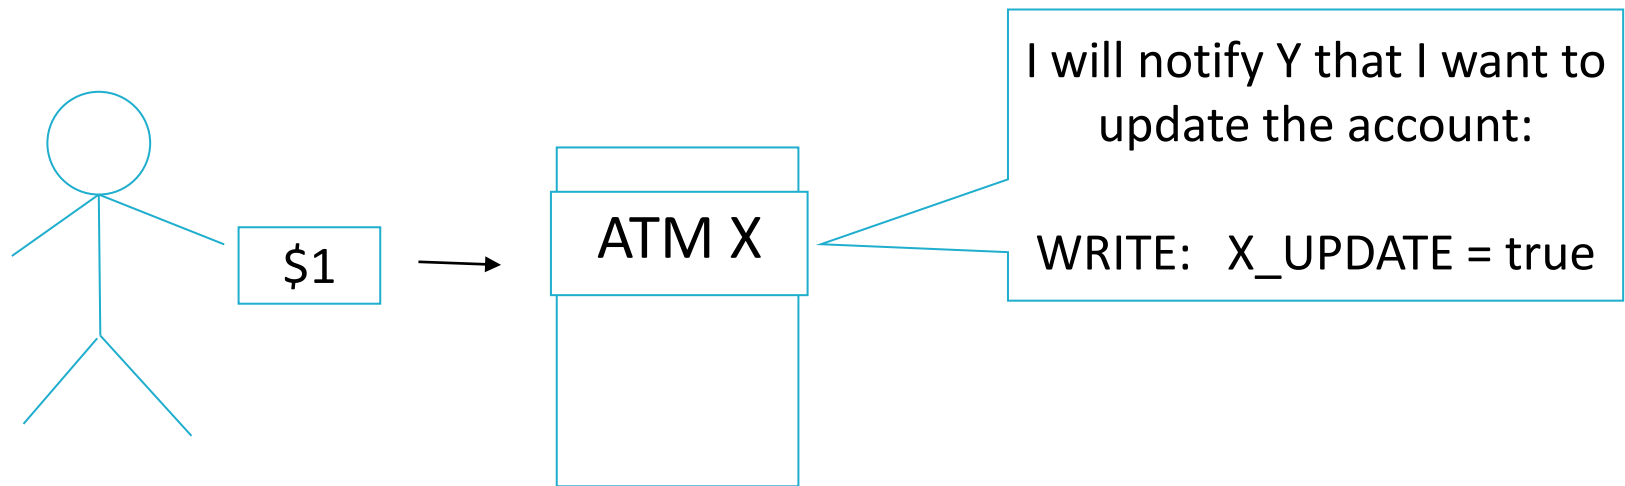 $1
ATM X
I will notify Y that I want to
update the account:
WRITE: X_UPDATE = true